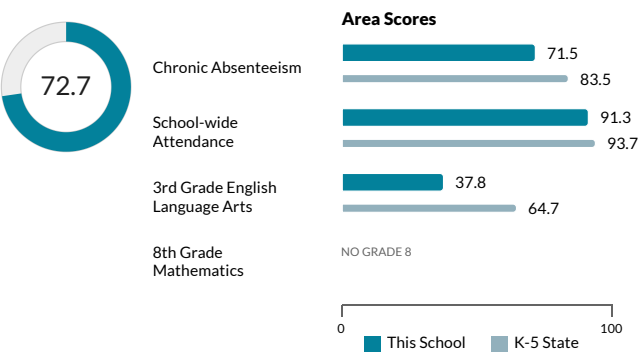 Area Scores
72.7
Chronic Absenteeism
71.5
83.5
School-wide
Attendance
91.3
93.7
3rd Grade English
Language Arts
37.8
64.7
8th Grade
Mathematics
NO GRADE 8
0
100
This School
K-5 State